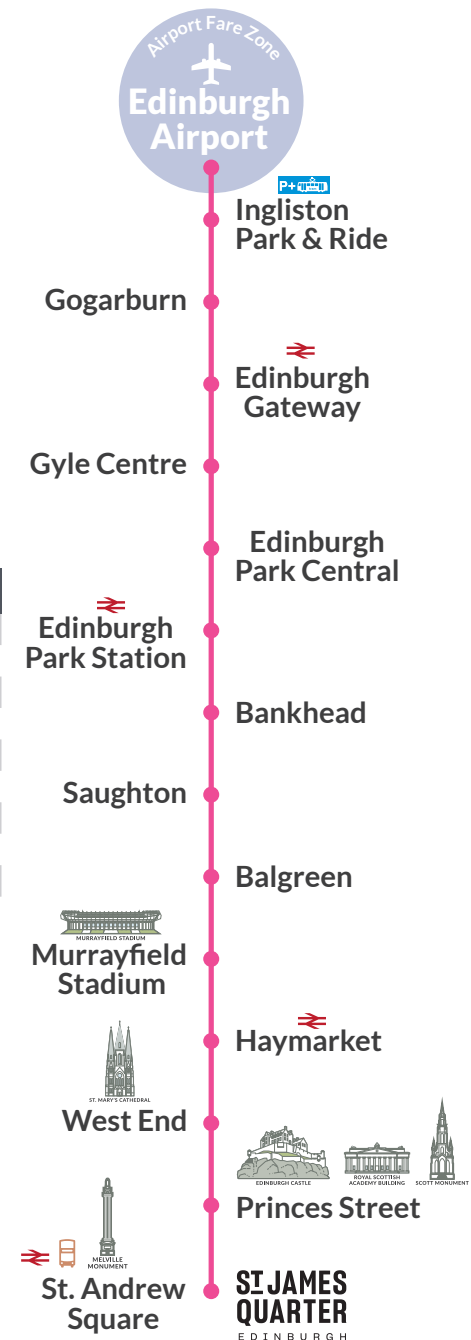 Airport Fare Zone
Edinburgh
Airport
P+
Ingliston
Park & Ride
Gogarburn
Edinburgh
Gateway
Gyle Centre
Edinburgh
Park Central
Edinburgh
Park Station
Bankhead
Saughton
Balgreen
MURRAYFIELD STADIUM
Murrayfield
Stadium
Haymarket
ST. MARY'S CATHEDRAL
West End
EDINBURGH CASTLE
ROYAL SCOTTISH
ACADEMY BUILDING
SCOTT MONUMENT
Princes Street
MELVILLE
MONUMENT
St. Andrew
Square
ST JAMES
QUARTER
EDINBURGH